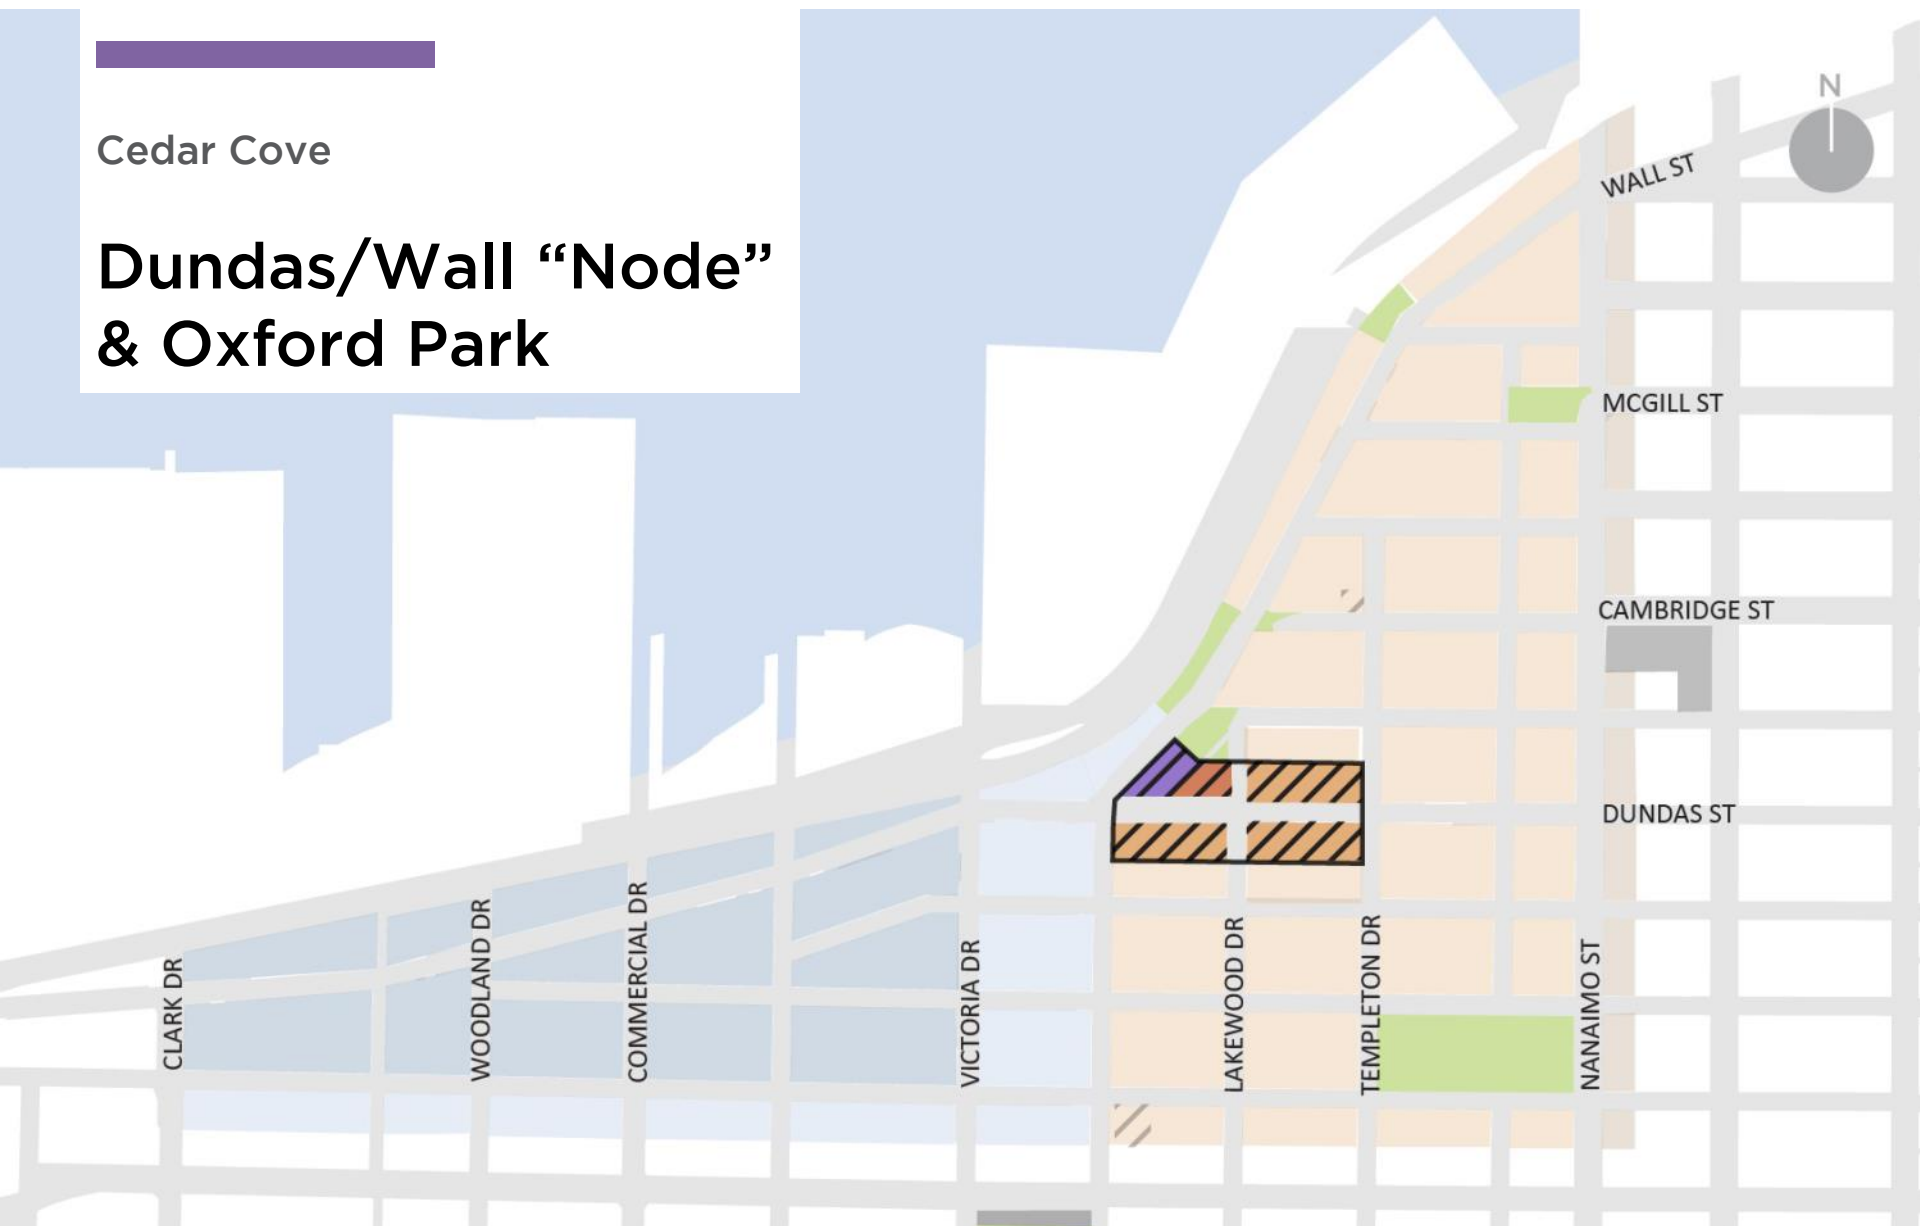 Cedar Cove
Dundas/Wall “Node”
& Oxford Park
N
WALL ST
MCGILL ST
CAMBRIDGE ST
DUNDAS ST
CLARK DR
WOODLAND DR
COMMERCIAL DR
VICTORIA DR
LAKEWOOD DR
TEMPLETON DR
NANAIMO ST